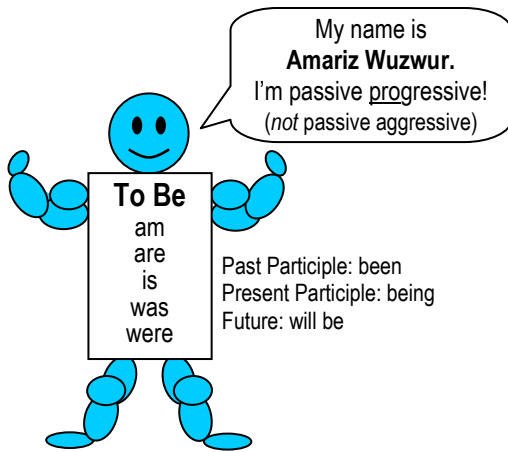 My name is
Amariz Wuzwur.
I'm passive progressive!
(not passive aggressive)
To Be
am
are
is
was
were
Past Participle: been
Present Participle: being
Future: will be